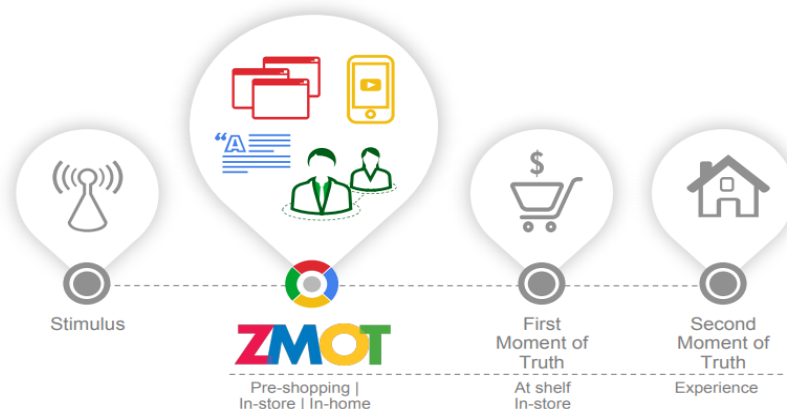 “A
$
Stimulus
ZMOT
First
Moment of
Truth
Second
Moment of
Truth
Pre-shopping |
In-store | In-home
At shelf
In-store
Experience